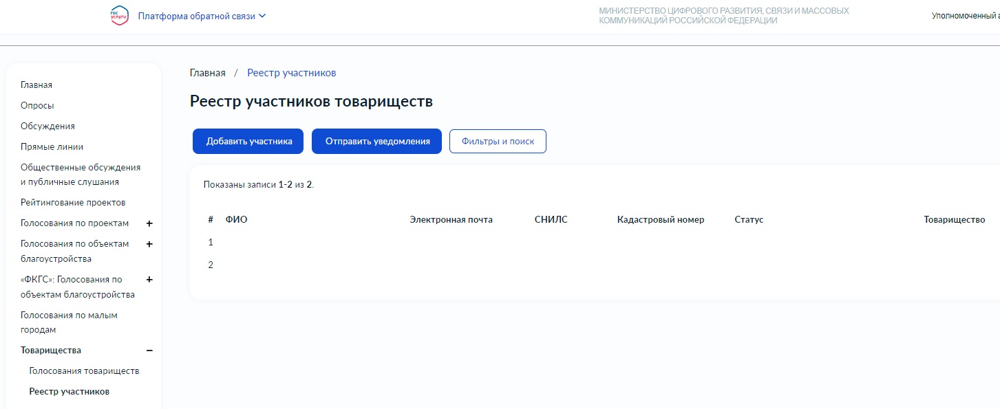 гос
услуги
Платформа обратной связи
МИНИСТЕРСТВО ЦИФРОВОГО РАЗВИТИЯ, СВЯЗИ И МАССОВЫХ
КОММУНИКАЦИЙ РОССИЙСКОЙ ФЕДЕРАЦИИ
Уполномоченный
Главная
Опросы
Обсуждения
Прямые линии
Общественные обсуждения
и публичные слушания
Рейтингование проектов
Голосования по проектам +
Голосования по объектам +
благоустройства
«ФКГС»: Голосования по +
объектам благоустройства
Голосования по малым
городам
Товарищества −
Голосования товариществ
Реестр участников
Главная / Реестр участников
Реестр участников товариществ
Добавить участника Отправить уведомления Фильтры и поиск
Показаны записи 1-2 из 2.
# ФИО Электронная почта СНИЛС Кадастровый номер Статус Товарищество
1
2